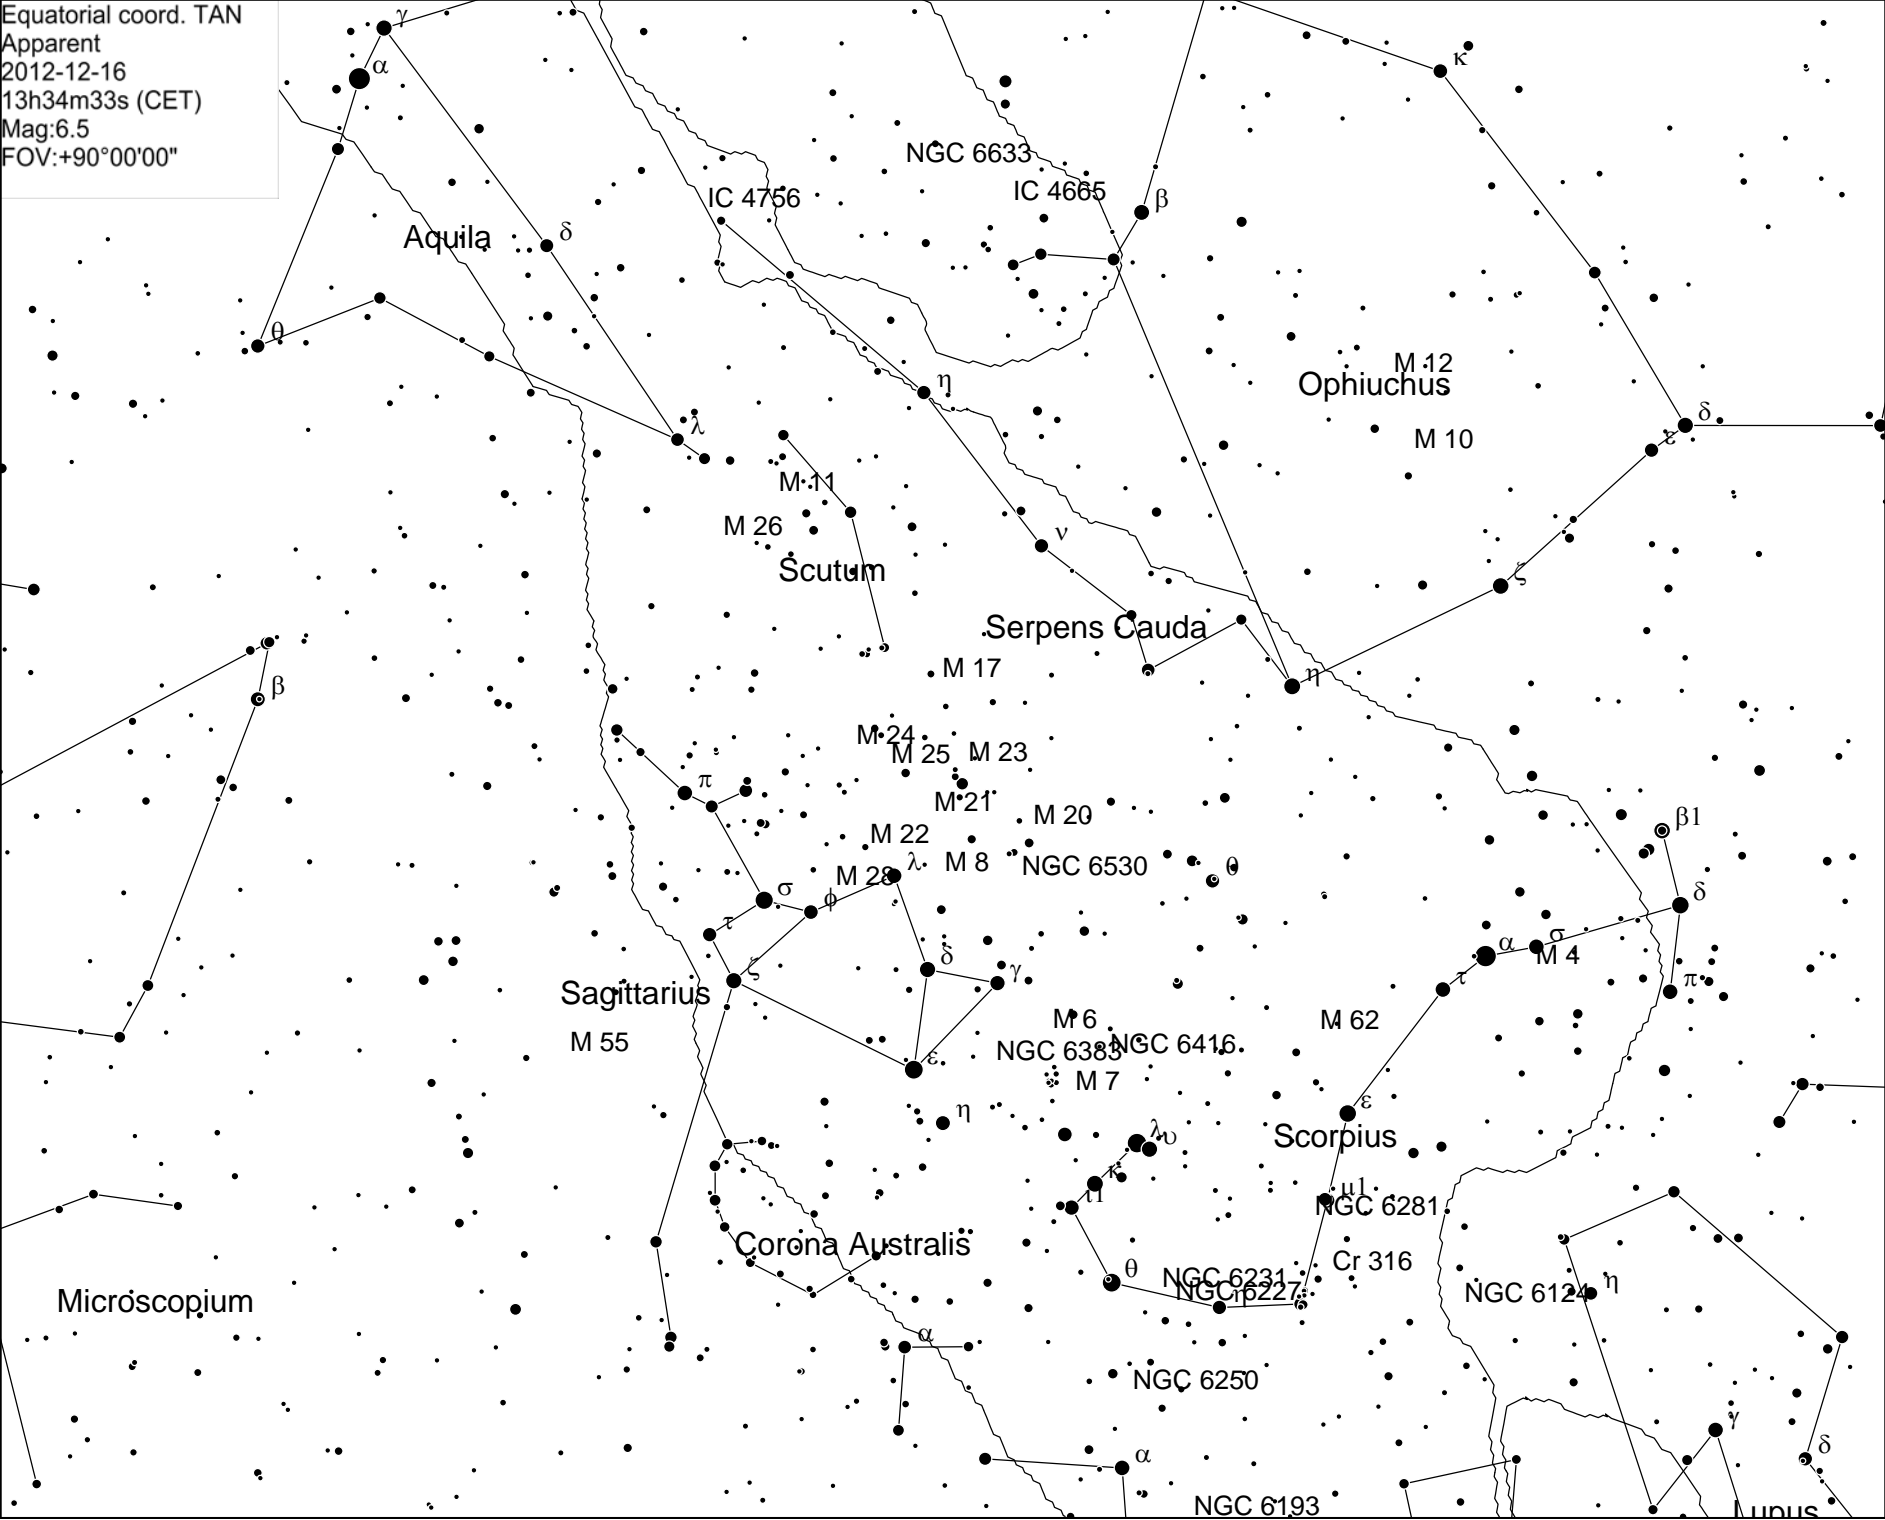 Equatorial coord. TAN
Apparent
2012-12-16
13h34m33s (CET)
Mag:6.5
FOV:+90°00'00"
γ
α
κ
NGC 6633
IC 4665
IC 4756
β
Aquila
δ
θ
M 12
Ophiuchus
η
δ
ε
λ
M 10
M 11
M 26
ν
Scutum
ζ
Serpens Cauda
M 17
η
β
M 24
M 25
M 23
π
M 21
M 20
β1
M 22
M 8
NGC 6530
λ
θ
M 28
σ
ϕ
δ
τ
σ
α
M 4
δ
ζ
γ
τ
π
Sagittarius
M 6
M 62
M 55
NGC 6383
NGC 6416
ε
M 7
η
ε
λ
υ
Scorpius
κ
ι1
μ1
NGC 6281
Corona Australis
Cr 316
θ
NGC 6231
NGC 6227
η
NGC 6124
η
Microscopium
α
NGC 6250
γ
δ
α
NGC 6193
Lupus